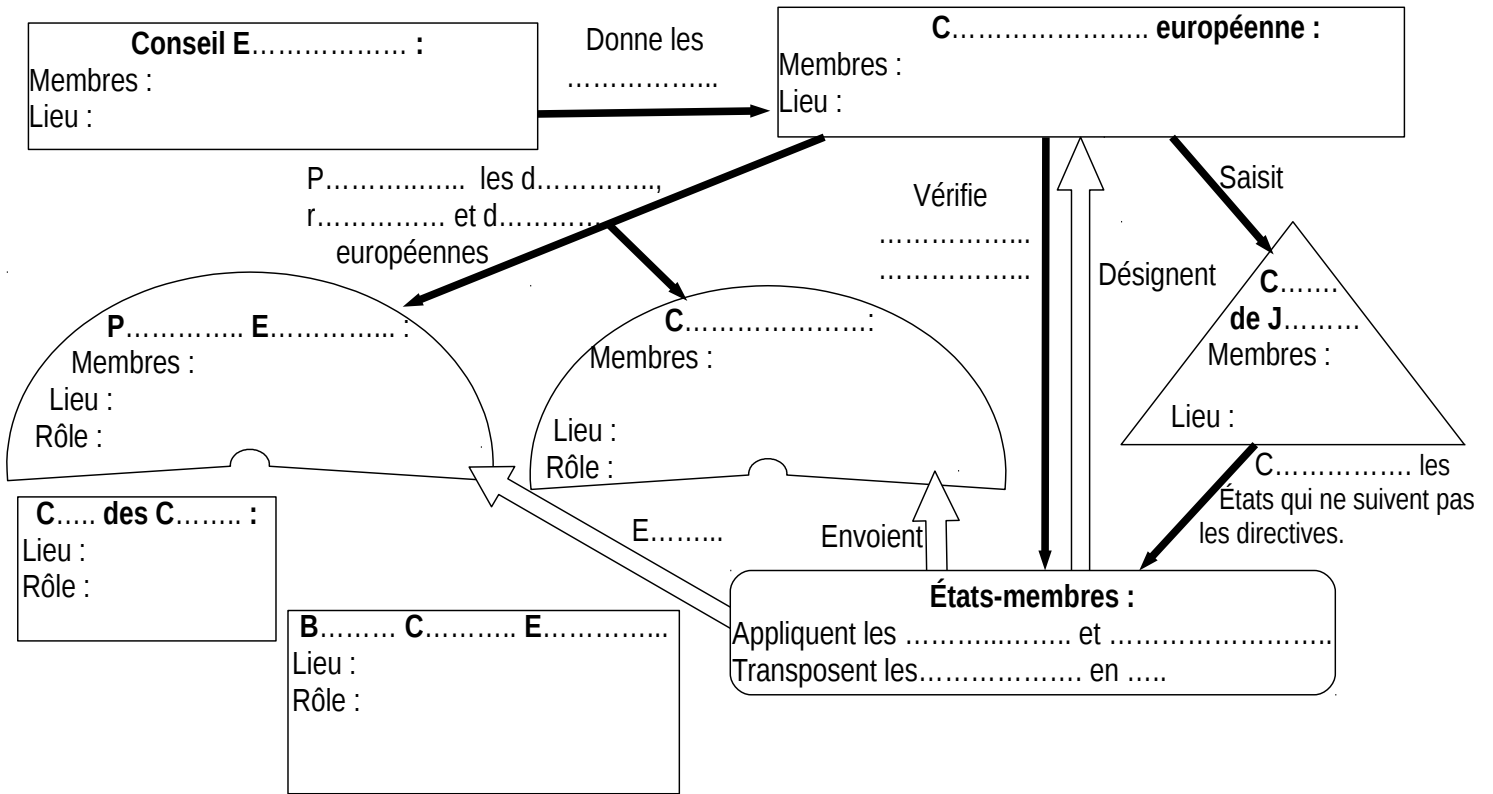 Conseil E……………… :
Membres :
Lieu :
Donne les
……………...
C………………….. européenne :
Membres :
Lieu :
P………..…... les d…………..,
r…………… et d…………
européennes
Vérifie
……………...
……………...
Désignent
Saisit
P………….. E…………... :
Membres :
Lieu :
Rôle :
C…………………:
Membres :
Lieu :
Rôle :
C…….
de J………
Membres :
Lieu :
C……………. les
États qui ne suivent pas
les directives.
C….. des C…….. :
Lieu :
Rôle :
E……...
Envoient
B……… C……….. E…………...
Lieu :
Rôle :
États-membres :
Appliquent les ………..…….. et …………………..
Transposent les……………. en …..